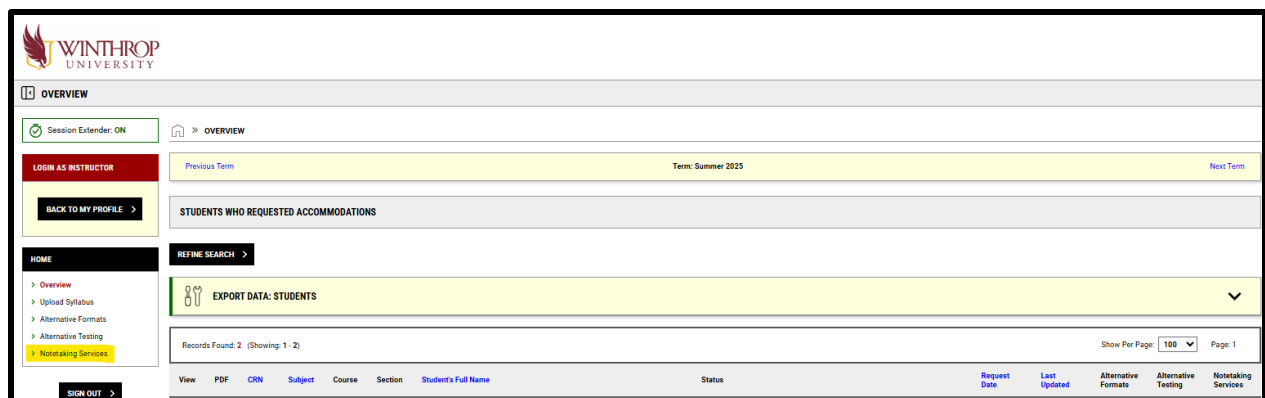 WINTHROP
UNIVERSITY
OVERVIEW
Session Extender: ON
» OVERVIEW
LOGIN AS INSTRUCTOR
BACK TO MY PROFILE >
HOME
> Overview
> Upload Syllabus
> Alternative Formats
> Alternative Testing
> Notetaking Services
SIGN OUT >
Previous Term Term: Summer 2025 Next Term
STUDENTS WHO REQUESTED ACCOMMODATIONS
REFINE SEARCH >
EXPORT DATA: STUDENTS
Records Found: 2 (Showing: 1 - 2) Show Per Page: 100 Page: 1
View PDF CRN Subject Course Section Student's Full Name Status Request Date Last Updated Alternative Formats Alternative Testing Notetaking Services